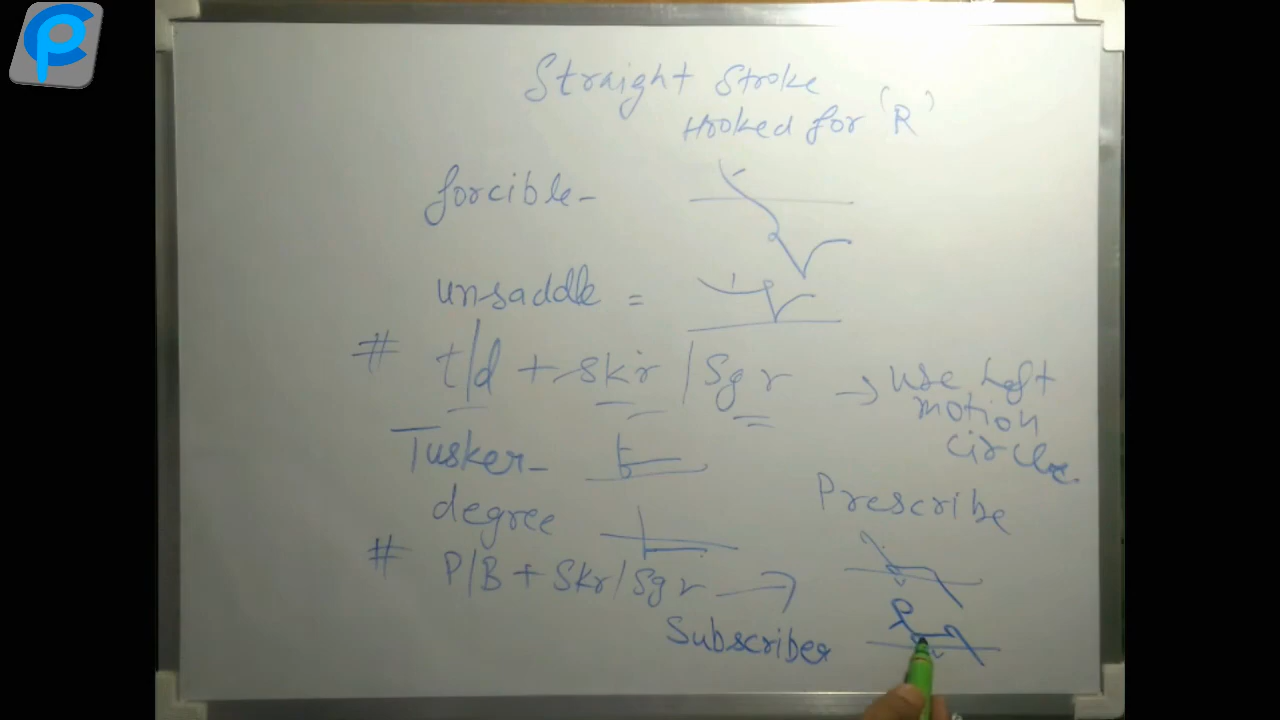 Straight Stroke
Hooked for 'R'
forcible -
unsaddle =
# t/d + skr / Sgr → use Left
motion
circle
Tusker -
degree
Prescribe
# P/B + Skr/Sgr →
Subscriber